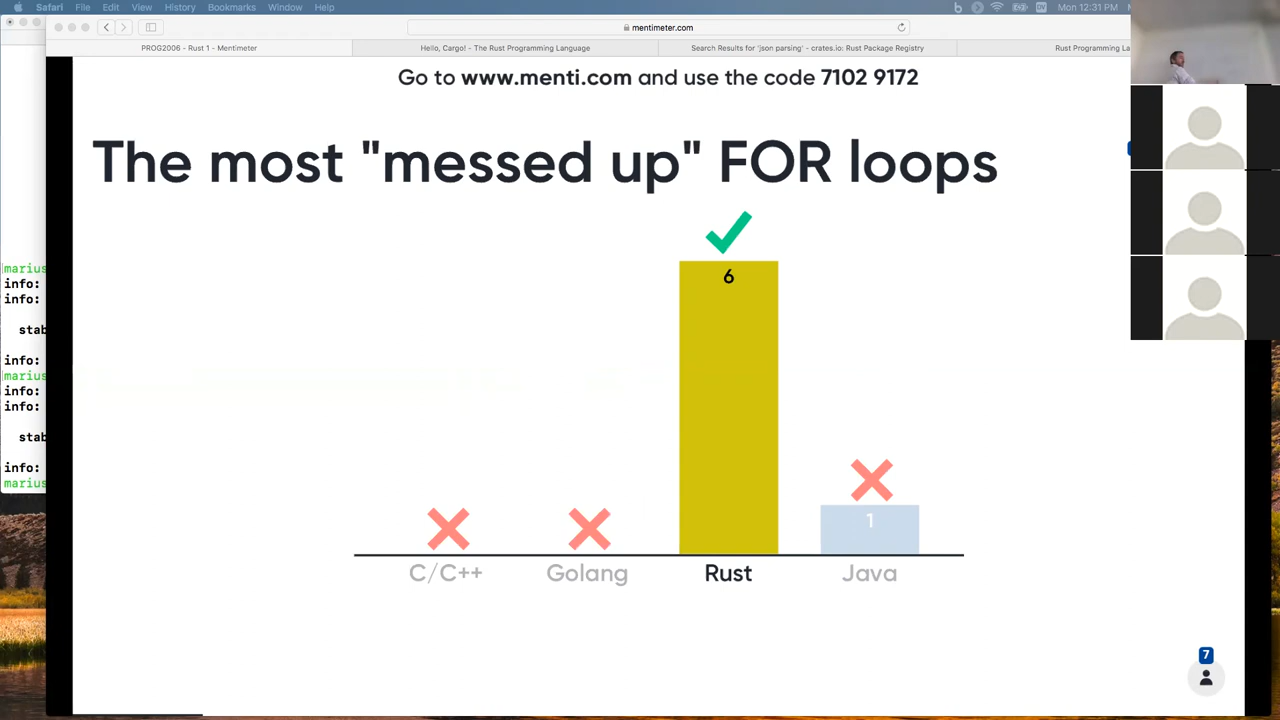 Safari File Edit View History Bookmarks Window Help Mon 12:31 PM
mentimeter.com
PROG2006 - Rust 1 - Mentimeter
Hello, Cargo! - The Rust Programming Language
Search Results for 'json parsing' - crates.io: Rust Package Registry
Rust Programming La
Go to www.menti.com and use the code 7102 9172
The most "messed up" FOR loops
6
1
C/C++ Golang Rust Java
7
marius
info:
info:
stab
info:
marius
info:
info:
stab
info:
marius